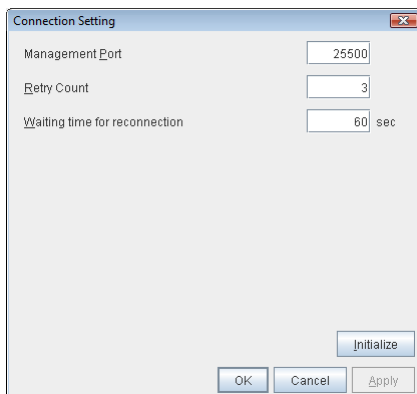 Connection Setting
Management Port 25500
Retry Count 3
Waiting time for reconnection 60 sec
Initialize
OK Cancel Apply